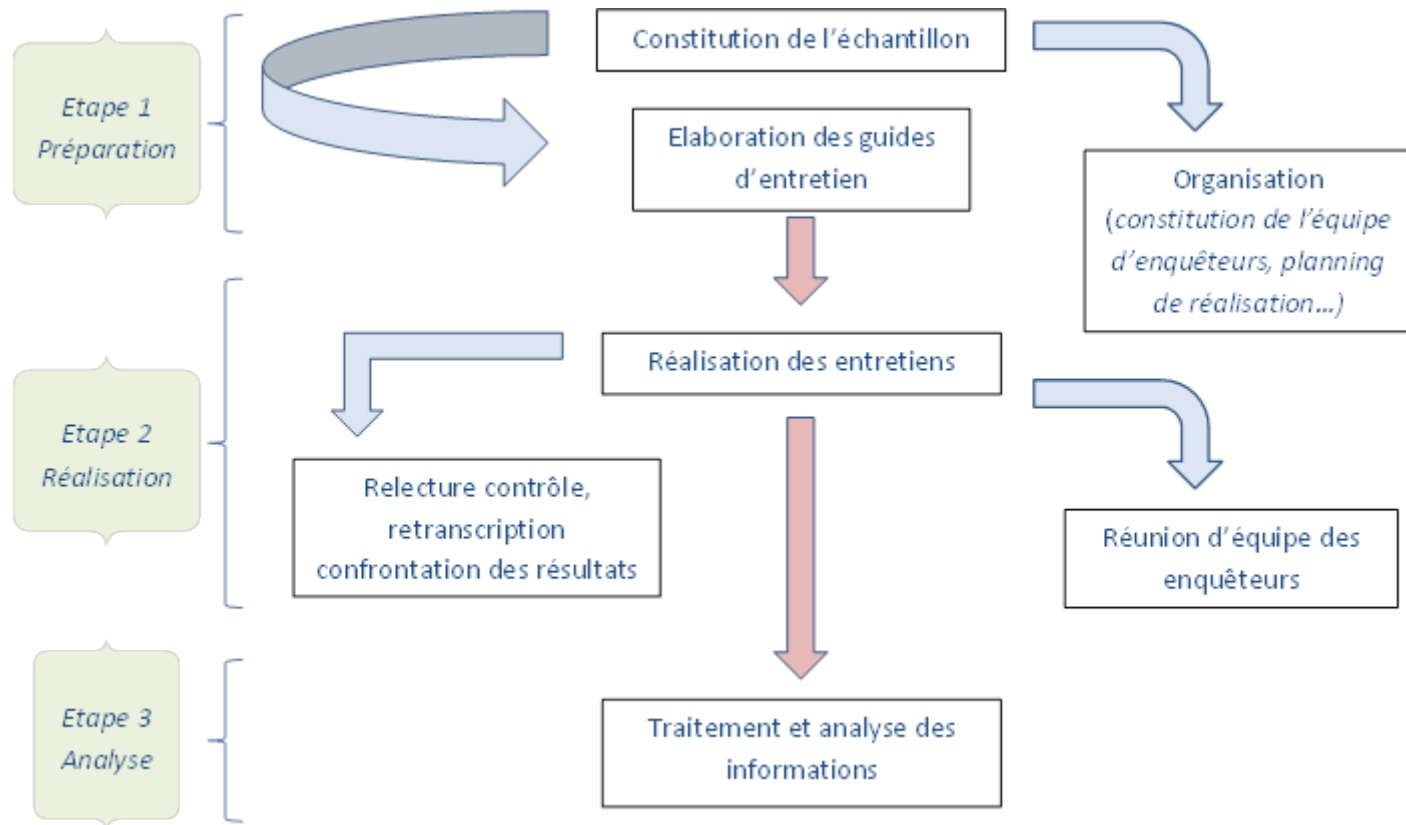 Constitution de l'échantillon
Etape 1
Préparation
Elaboration des guides
d'entretien
Organisation
(constitution de l'équipe
d'enquêteurs, planning
de réalisation...)
Réalisation des entretiens
Etape 2
Réalisation
Relecture contrôle,
retranscription
confrontation des résultats
Réunion d'équipe des
enquêteurs
Etape 3
Analyse
Traitement et analyse des
informations